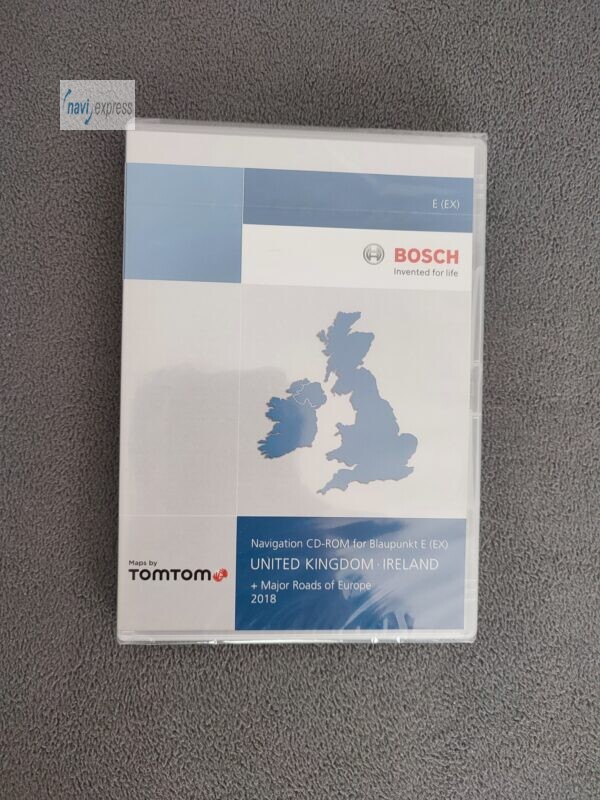 navi express
E (EX)
BOSCH
Invented for life
Navigation CD-ROM for Blaupunkt E (EX)
UNITED KINGDOM · IRELAND
+ Major Roads of Europe
2018
Maps by
TOMTOM